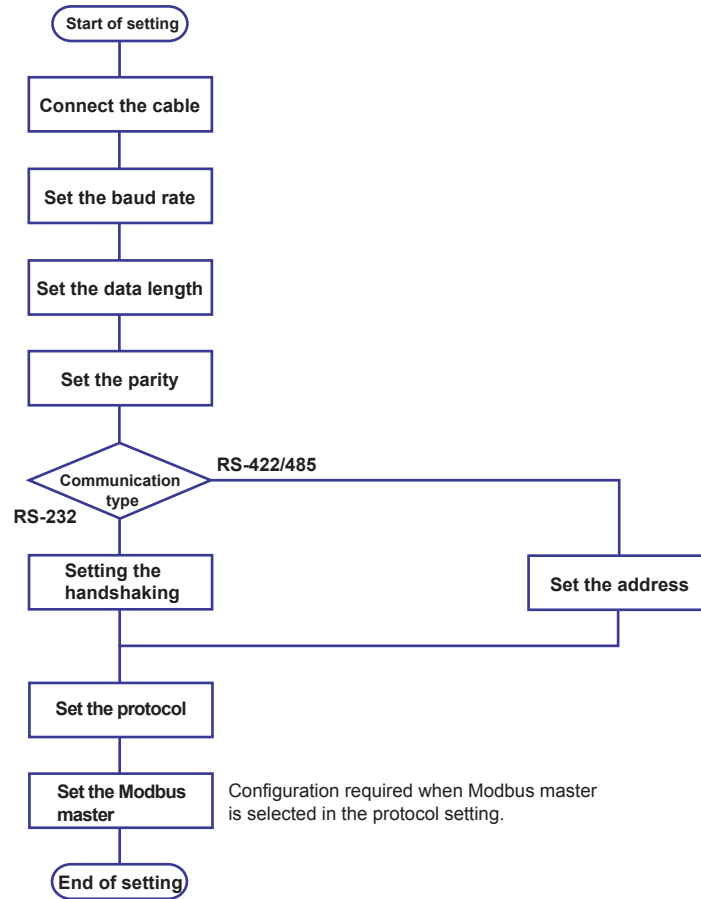 Start of setting
Connect the cable
Set the baud rate
Set the data length
Set the parity
Communication
type
RS-422/485
RS-232
Setting the
handshaking
Set the address
Set the protocol
Set the Modbus
master
Configuration required when Modbus master
is selected in the protocol setting.
End of setting